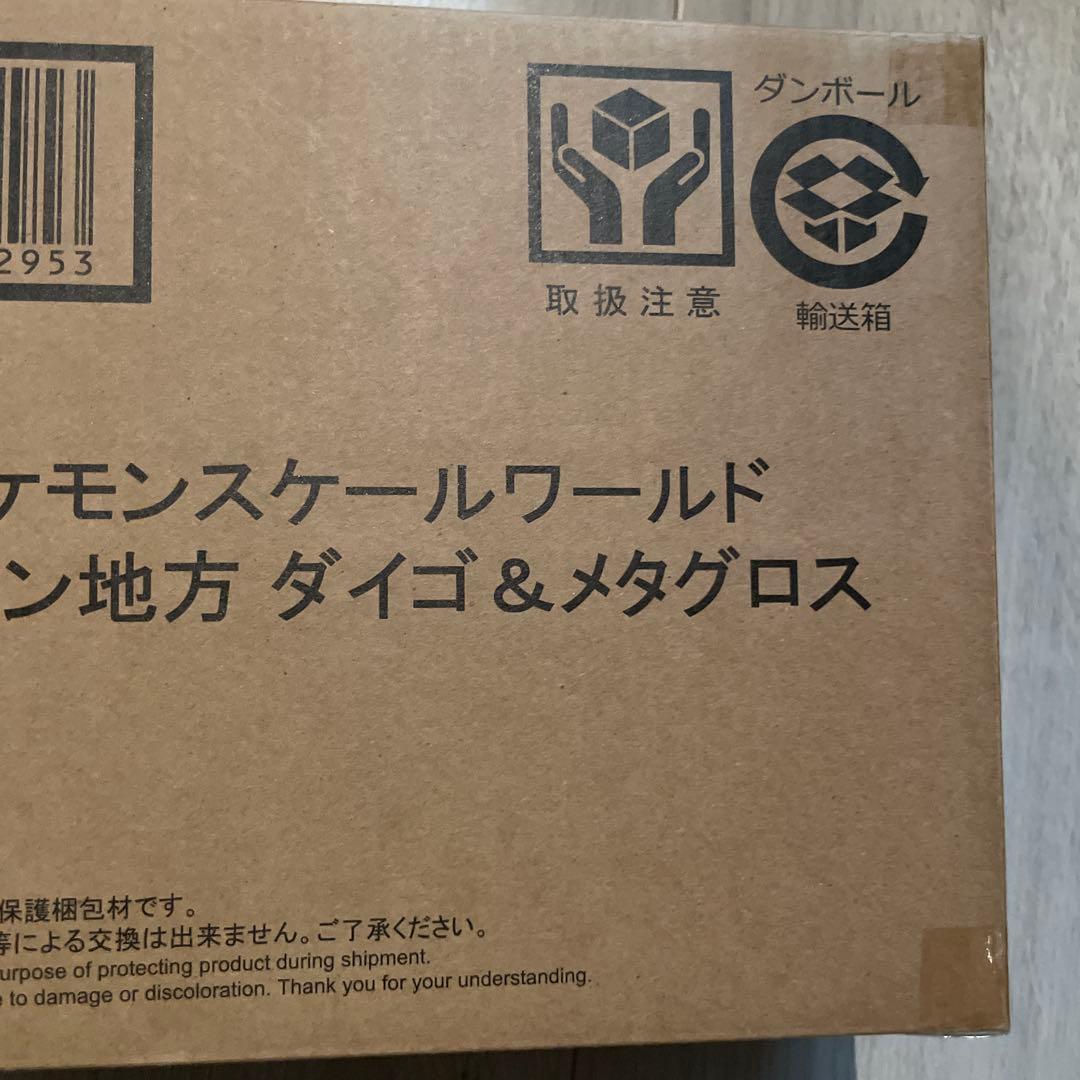 2953
取扱注意
ダンボール
輸送箱
ケモンスケールワールド
ン地方 ダイゴ&メタグロス
保護梱包材です。
等による交換は出来ません。ご了承ください。
urpose of protecting product during shipment.
e to damage or discoloration. Thank you for your understanding.